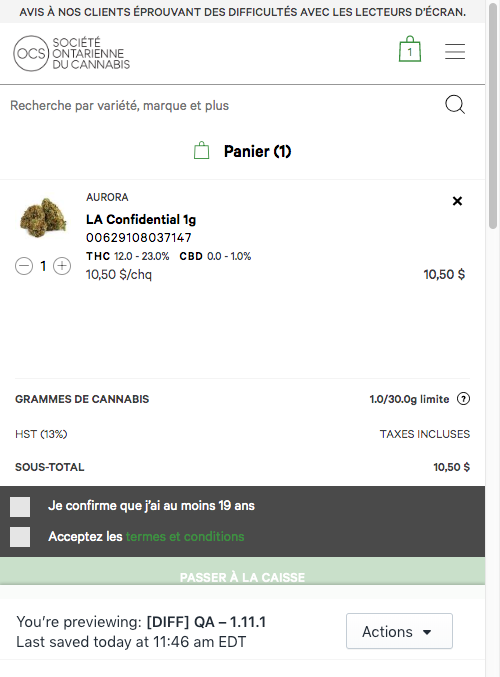 AVIS À NOS CLIENTS ÉPROUVANT DES DIFFICULTÉS AVEC LES LECTEURS D'ÉCRAN.
OCS
SOCIÉTÉ
ONTARIENNE
DU CANNABIS
1
Recherche par variété, marque et plus
Panier (1)
AURORA
LA Confidential 1g
00629108037147
THC 12.0 - 23.0% CBD 0.0 - 1.0%
1
10,50 $/chq
10,50 $
GRAMMES DE CANNABIS
1.0/30.0g limite ?
HST (13%)
TAXES INCLUSES
SOUS-TOTAL
10,50 $
Je confirme que j'ai au moins 19 ans
Acceptez les termes et conditions
PASSER À LA CAISSE
You're previewing: [DIFF] QA – 1.11.1
Last saved today at 11:46 am EDT
Actions